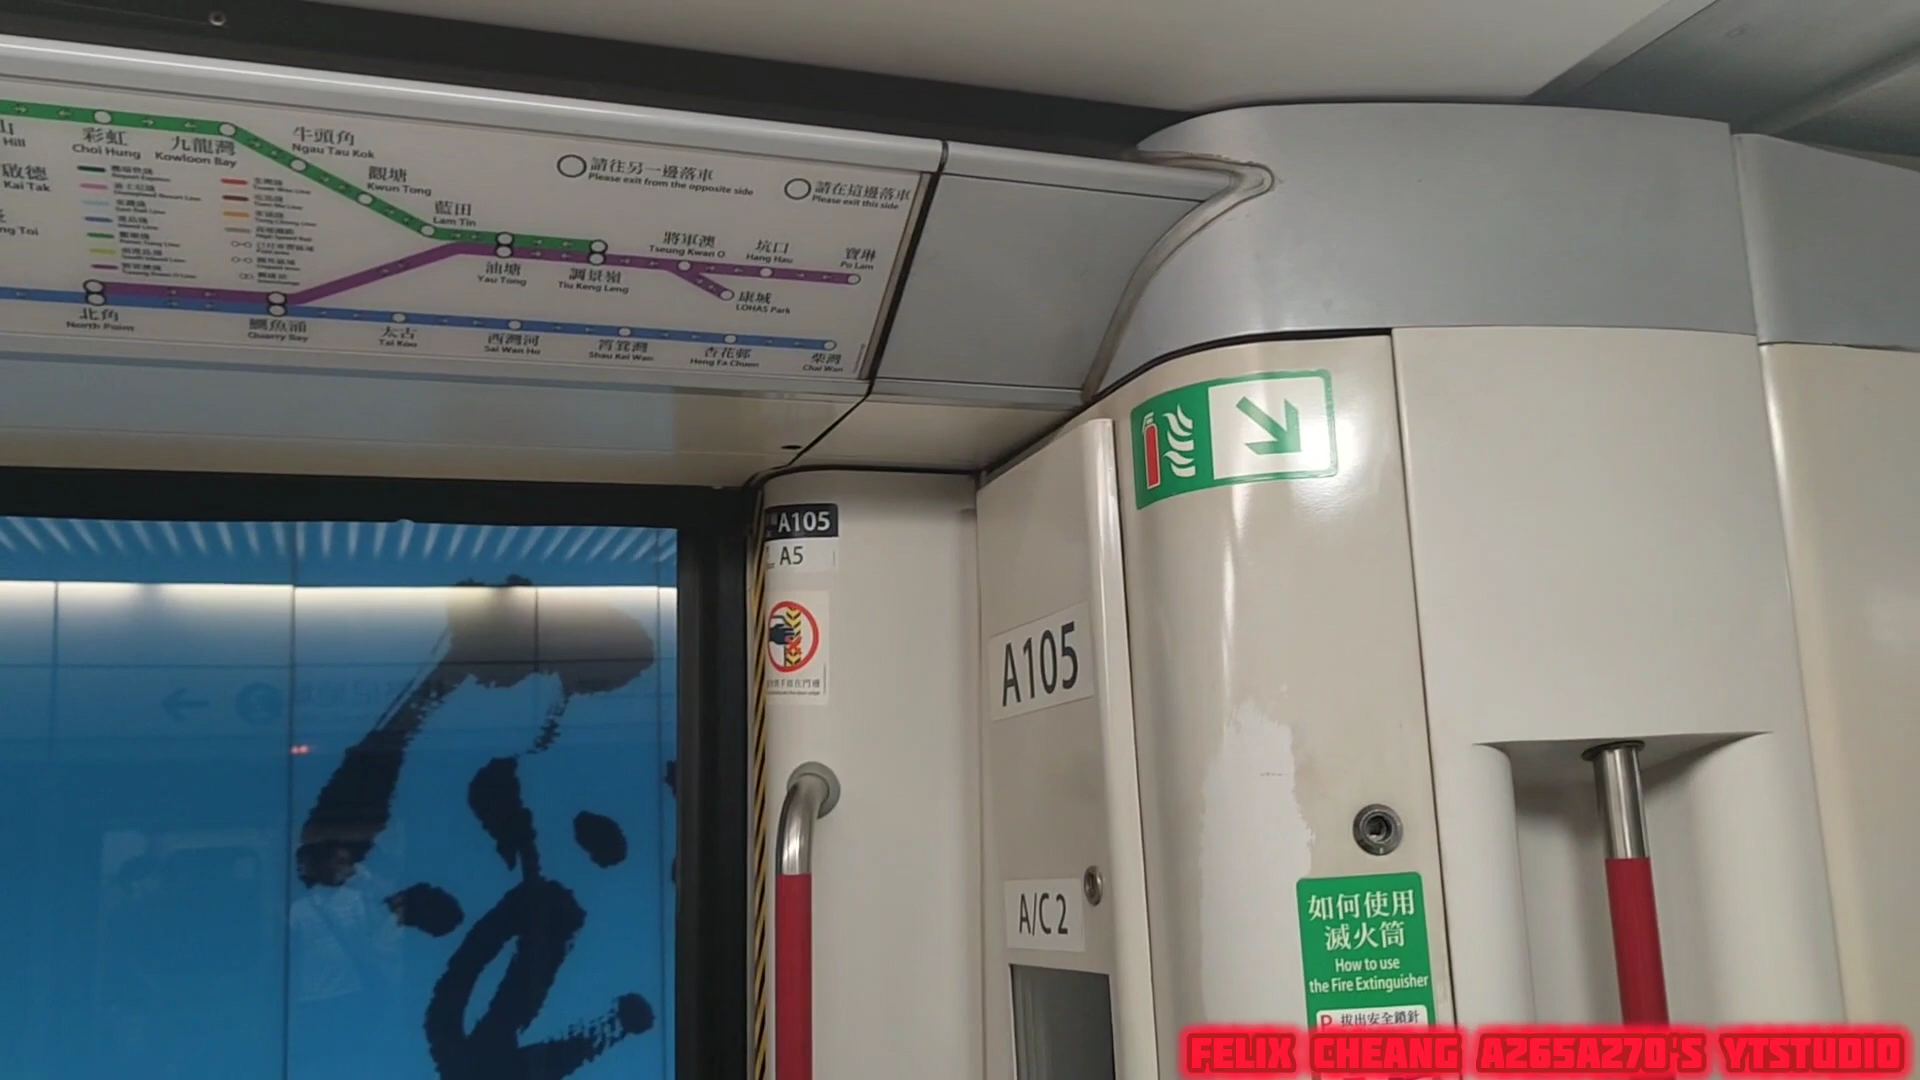 Hill
彩虹
Choi Hung
九龍灣
Kowloon Bay
牛頭角
Ngau Tau Kok
啟德
Kai Tak
觀塘
Kwun Tong
藍田
Lam Tin
請往另一邊落車
Please exit from the opposite side
請在這邊落車
Please exit this side
油塘
Yau Tong
調景嶺
Tiu Keng Leng
將軍澳
Tseung Kwan O
坑口
Hang Hau
寶琳
Po Lam
康城
LOHAS Park
北角
North Point
鰂魚涌
Quarry Bay
太古
Tai Koo
西灣河
Sai Wan Ho
筲箕灣
Shau Kei Wan
杏花邨
Heng Fa Chuen
柴灣
Chai Wan
A105
A5
A105
A/C 2
如何使用
滅火筒
How to use
the Fire Extinguisher
P 拔出安全鎖針
FELIX CHEANG A265A270'S YTSTUDIO